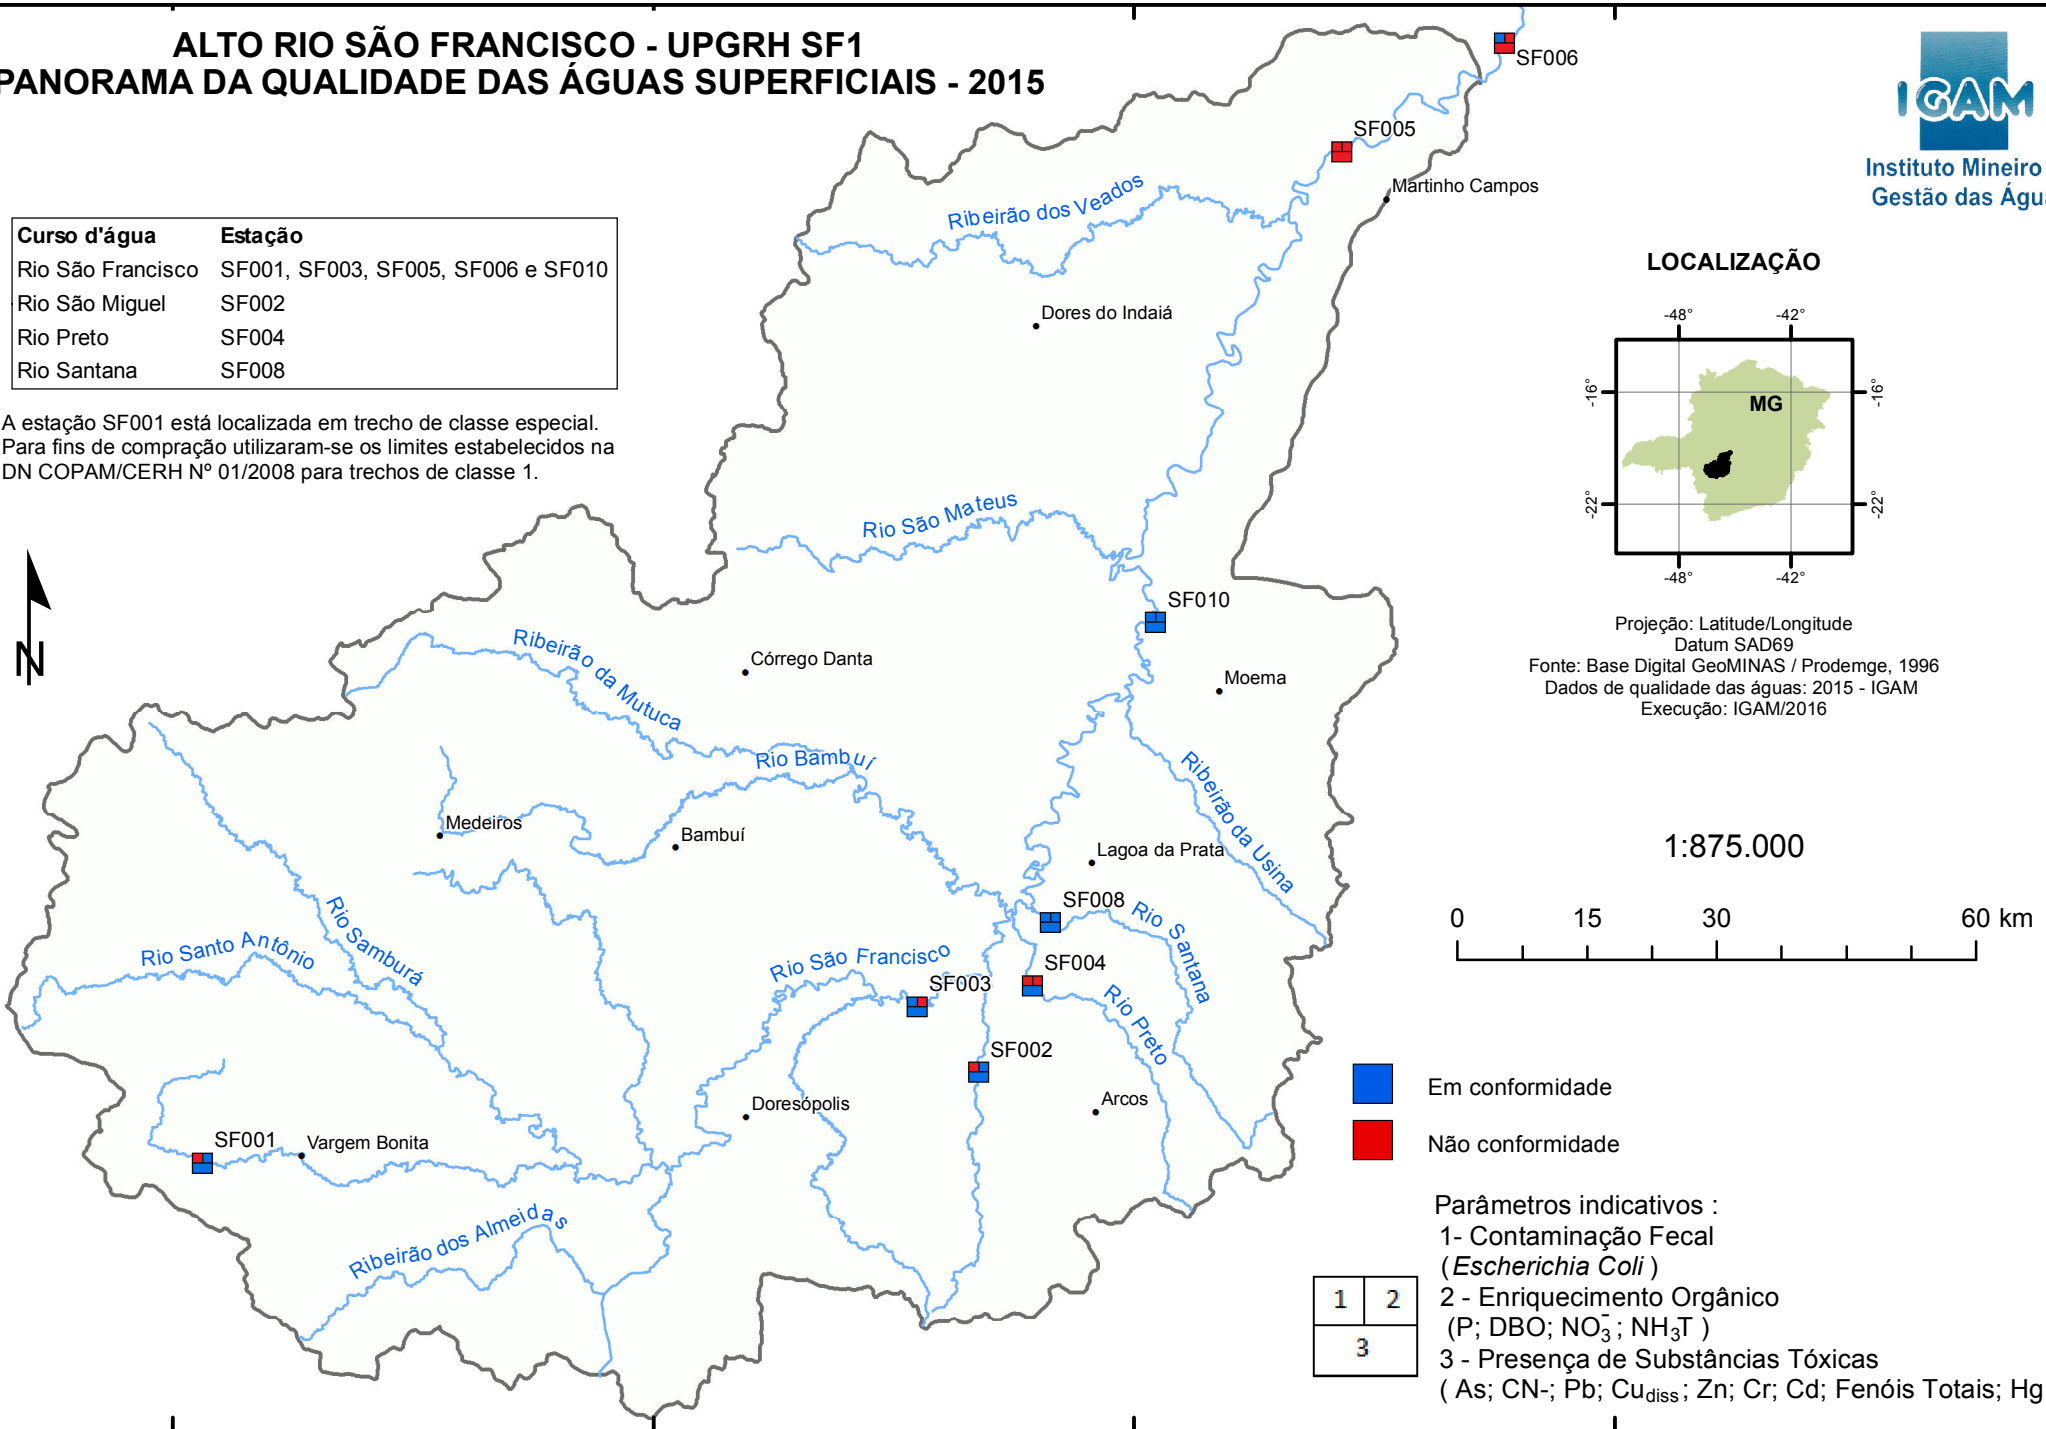 ALTO RIO SÃO FRANCISCO - UPGRH SF1
PANORAMA DA QUALIDADE DAS ÁGUAS SUPERFICIAIS - 2015
SF006
IGAM
Instituto Mineiro
Gestão das Águ
SF005
Martinho Campos
Ribeirão dos Veados
Curso d'água Estação
Rio São Francisco SF001, SF003, SF005, SF006 e SF010
Rio São Miguel SF002
Rio Preto SF004
Rio Santana SF008
A estação SF001 está localizada em trecho de classe especial.
Para fins de compração utilizaram-se os limites estabelecidos na
DN COPAM/CERH Nº 01/2008 para trechos de classe 1.
LOCALIZAÇÃO
-48° -42°
-16° -16°
MG
-22° -22°
-48° -42°
Dores do Indaiá
Rio São Mateus
N
SF010
Projeção: Latitude/Longitude
Datum SAD69
Fonte: Base Digital GeoMINAS / Prodemge, 1996
Dados de qualidade das águas: 2015 - IGAM
Execução: IGAM/2016
Ribeirão da Mutuca
Córrego Danta
Moema
Rio Bambuí
Ribeirão da Usina
Medeiros
Bambuí
Lagoa da Prata
1:875.000
0 15 30 60 km
SF008
Rio Santana
Rio Samburá
Rio Santo Antônio
Rio São Francisco
SF003
SF004
Rio Preto
SF002
Doresópolis
Arcos
SF001
Vargem Bonita
Ribeirão dos Almeidas
Em conformidade
Não conformidade
Parâmetros indicativos :
1- Contaminação Fecal
(Escherichia Coli )
2 - Enriquecimento Orgânico
(P; DBO; NO₃⁻; NH₃T )
3 - Presença de Substâncias Tóxicas
( As; CN-; Pb; Cu diss ; Zn; Cr; Cd; Fenóis Totais; Hg
1 2
3